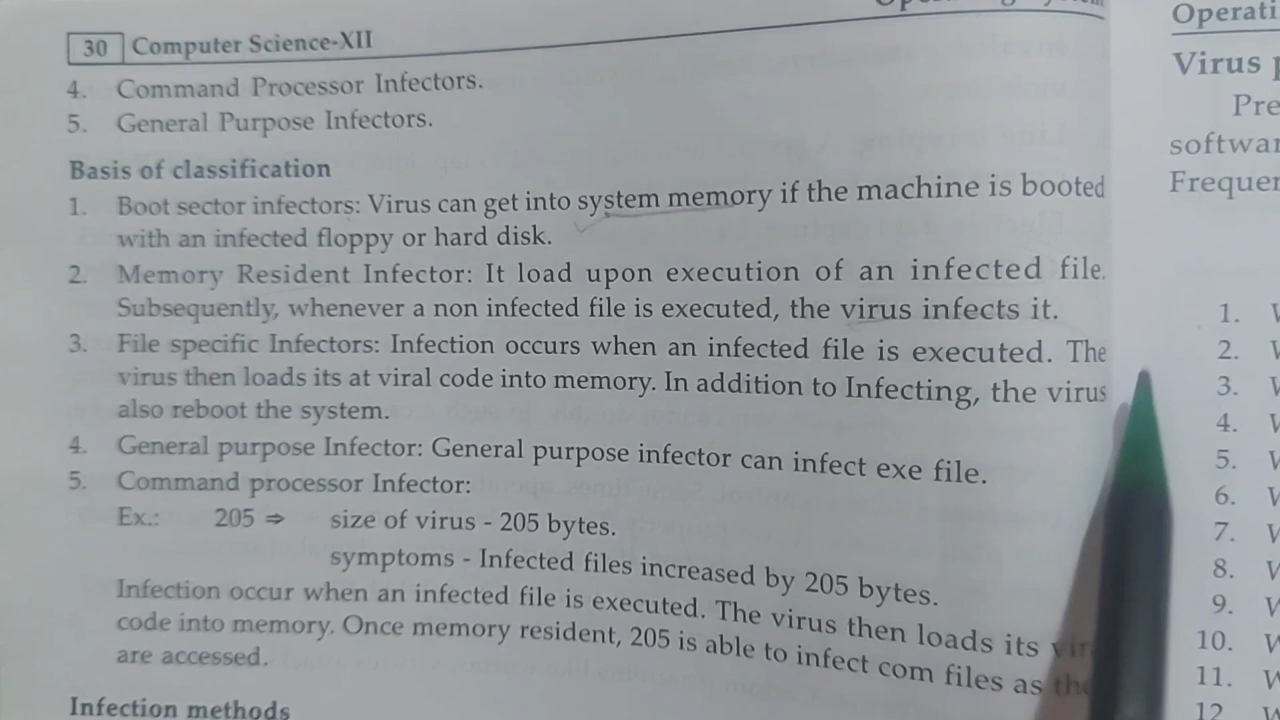 30 Computer Science-XII
4. Command Processor Infectors.
5. General Purpose Infectors.
Basis of classification
1. Boot sector infectors: Virus can get into system memory if the machine is booted
with an infected floppy or hard disk.
2. Memory Resident Infector: It load upon execution of an infected file.
Subsequently, whenever a non infected file is executed, the virus infects it.
3. File specific Infectors: Infection occurs when an infected file is executed. The
virus then loads its at viral code into memory. In addition to Infecting, the virus
also reboot the system.
4. General purpose Infector: General purpose infector can infect exe file.
5. Command processor Infector:
Ex.: 205 ⇒ size of virus - 205 bytes.
symptoms - Infected files increased by 205 bytes.
Infection occur when an infected file is executed. The virus then loads its
code into memory. Once memory resident, 205 is able to infect com files as
are accessed.
Infection methods
Operati
Virus
Pre
softwar
Frequen
1.
2.
3.
4.
5.
6.
7.
8.
9.
10.
11.
12